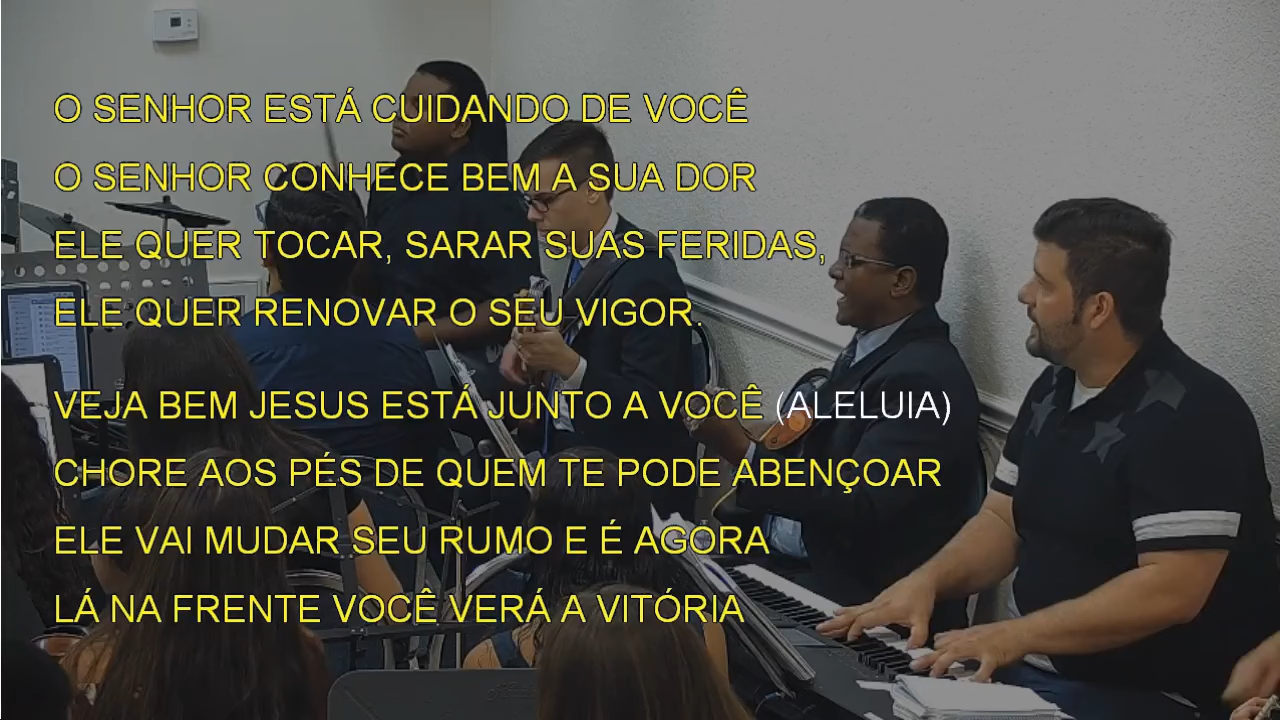 O SENHOR ESTÁ CUIDANDO DE VOCÊ
O SENHOR CONHECE BEM A SUA DOR
ELE QUER TOCAR, SARAR SUAS FERIDAS,
ELE QUER RENOVAR O SEU VIGOR.
VEJA BEM JESUS ESTÁ JUNTO A VOCÊ (ALELUIA)
CHORE AOS PÉS DE QUEM TE PODE ABENÇOAR
ELE VAI MUDAR SEU RUMO E É AGORA
LÁ NA FRENTE VOCÊ VERÁ A VITÓRIA